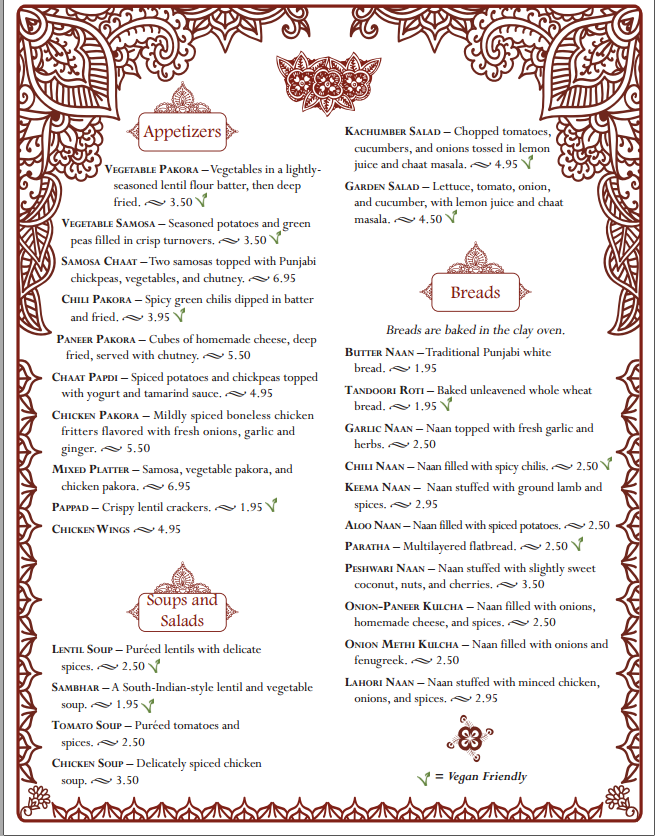 Appetizers
Vegetable Pakora – Vegetables in a lightly-
seasoned lentil flour batter, then deep
fried. 3.50
Vegetable Samosa – Seasoned potatoes and green
peas filled in crisp turnovers. 3.50
Samosa Chaat – Two samosas topped with Punjabi
chickpeas, vegetables, and chutney. 6.95
Chili Pakora – Spicy green chilis dipped in batter
and fried. 3.95
Paneer Pakora – Cubes of homemade cheese, deep
fried, served with chutney. 5.50
Chaat Papdi – Spiced potatoes and chickpeas topped
with yogurt and tamarind sauce. 4.95
Chicken Pakora – Mildly spiced boneless chicken
fritters flavored with fresh onions, garlic and
ginger. 5.50
Mixed Platter – Samosa, vegetable pakora, and
chicken pakora. 6.95
Pappad – Crispy lentil crackers. 1.95
Chicken Wings 4.95
Soups and
Salads
Lentil Soup – Puréed lentils with delicate
spices. 2.50
Sambhar – A South-Indian-style lentil and vegetable
soup. 1.95
Tomato Soup – Puréed tomatoes and
spices. 2.50
Chicken Soup – Delicately spiced chicken
soup. 3.50
Kachumber Salad – Chopped tomatoes,
cucumbers, and onions tossed in lemon
juice and chaat masala. 4.95
Garden Salad – Lettuce, tomato, onion,
and cucumber, with lemon juice and chaat
masala. 4.50
Breads
Breads are baked in the clay oven.
Butter Naan – Traditional Punjabi white
bread. 1.95
Tandoori Roti – Baked unleavened whole wheat
bread. 1.95
Garlic Naan – Naan topped with fresh garlic and
herbs. 2.50
Chili Naan – Naan filled with spicy chilis. 2.50
Keema Naan – Naan stuffed with ground lamb and
spices. 2.95
Aloo Naan – Naan filled with spiced potatoes. 2.50
Paratha – Multilayered flatbread. 2.50
Peshwari Naan – Naan stuffed with slightly sweet
coconut, nuts, and cherries. 3.50
Onion-Paneer Kulcha – Naan filled with onions,
homemade cheese, and spices. 2.50
Onion Methi Kulcha – Naan filled with onions and
fenugreek. 2.50
Lahori Naan – Naan stuffed with minced chicken,
onions, and spices. 2.95
= Vegan Friendly